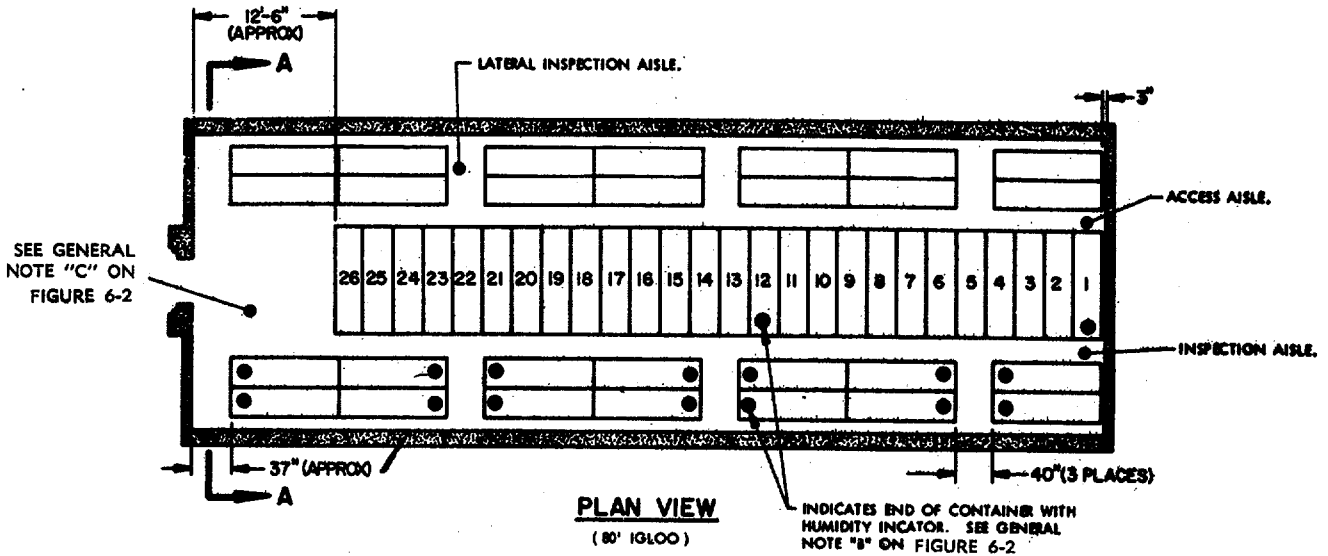 12'-6"
(APPROX)
A
LATERAL INSPECTION AISLE.
3"
ACCESS AISLE.
SEE GENERAL
NOTE "C" ON
FIGURE 6-2
26 25 24 23 22 21 20 19 18 17 16 15 14 13 12 11 10 9 8 7 6 5 4 3 2 1
INSPECTION AISLE.
37" (APPROX)
A
40" (3 PLACES)
PLAN VIEW
(80' IGLOO)
INDICATES END OF CONTAINER WITH
HUMIDITY INCATOR. SEE GENERAL
NOTE "B" ON FIGURE 6-2